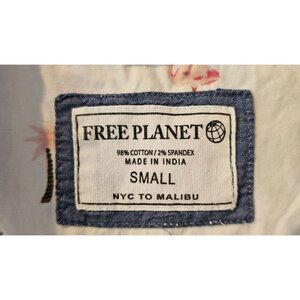 FREE PLANET
98% COTTON / 2% SPANDEX
MADE IN INDIA
SMALL
NYC TO MALIBU